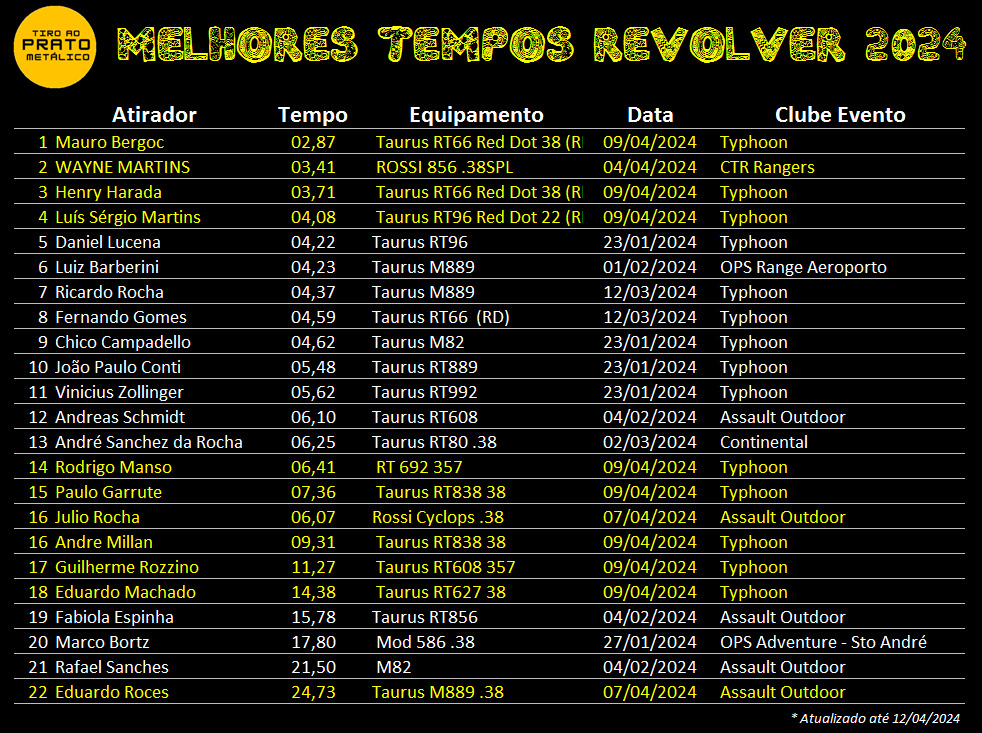 TIRO AO
PRATO
METÁLICO
MELHORES TEMPOS REVOLVER 2024
Atirador Tempo Equipamento Data Clube Evento
1 Mauro Bergoc 02,87 Taurus RT66 Red Dot 38 (R 09/04/2024 Typhoon
2 WAYNE MARTINS 03,41 ROSSI 856 .38SPL 04/04/2024 CTR Rangers
3 Henry Harada 03,71 Taurus RT66 Red Dot 38 (R 09/04/2024 Typhoon
4 Luís Sérgio Martins 04,08 Taurus RT96 Red Dot 22 (R 09/04/2024 Typhoon
5 Daniel Lucena 04,22 Taurus RT96 23/01/2024 Typhoon
6 Luiz Barberini 04,23 Taurus M889 01/02/2024 OPS Range Aeroporto
7 Ricardo Rocha 04,37 Taurus M889 12/03/2024 Typhoon
8 Fernando Gomes 04,59 Taurus RT66 (RD) 12/03/2024 Typhoon
9 Chico Campadello 04,62 Taurus M82 23/01/2024 Typhoon
10 João Paulo Conti 05,48 Taurus RT889 23/01/2024 Typhoon
11 Vinicius Zollinger 05,62 Taurus RT992 23/01/2024 Typhoon
12 Andreas Schmidt 06,10 Taurus RT608 04/02/2024 Assault Outdoor
13 André Sanchez da Rocha 06,25 Taurus RT80 .38 02/03/2024 Continental
14 Rodrigo Manso 06,41 RT 692 357 09/04/2024 Typhoon
15 Paulo Garrute 07,36 Taurus RT838 38 09/04/2024 Typhoon
16 Julio Rocha 06,07 Rossi Cyclops .38 07/04/2024 Assault Outdoor
16 Andre Millan 09,31 Taurus RT838 38 09/04/2024 Typhoon
17 Guilherme Rozzino 11,27 Taurus RT608 357 09/04/2024 Typhoon
18 Eduardo Machado 14,38 Taurus RT627 38 09/04/2024 Typhoon
19 Fabiola Espinha 15,78 Taurus RT856 04/02/2024 Assault Outdoor
20 Marco Bortz 17,80 Mod 586 .38 27/01/2024 OPS Adventure - Sto André
21 Rafael Sanches 21,50 M82 04/02/2024 Assault Outdoor
22 Eduardo Roces 24,73 Taurus M889 .38 07/04/2024 Assault Outdoor
* Atualizado até 12/04/2024